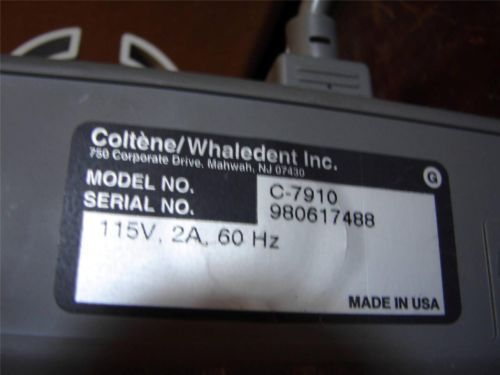 Coltène/Whaledent Inc.
750 Corporate Drive. Mahwah, NJ 07430
G
MODEL NO. C-7910
SERIAL NO. 980617488
115V, 2A, 60 Hz
MADE IN USA